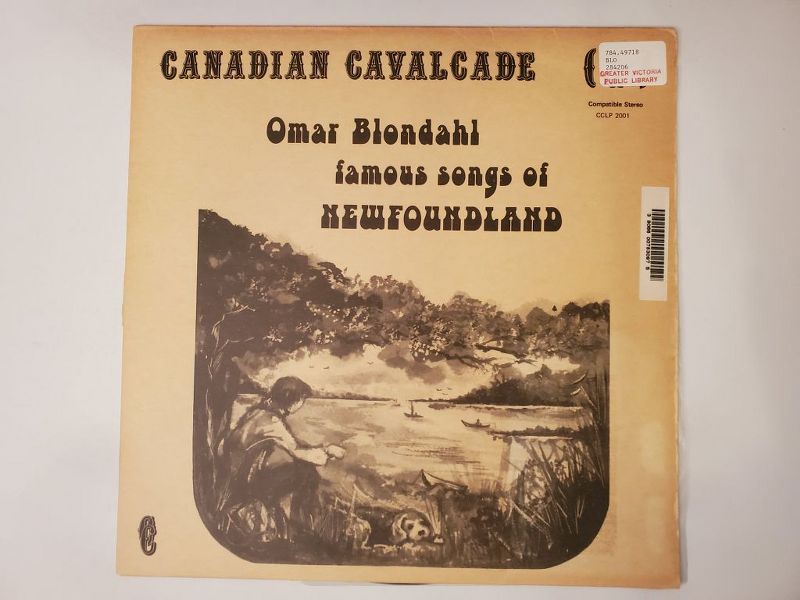 CANADIAN CAVALCADE
784.49718
BLO
284206
GREATER VICTORIA
PUBLIC LIBRARY
Compatible Stereo
CCLP 2001
Omar Blondahl
famous songs of
NEWFOUNDLAND